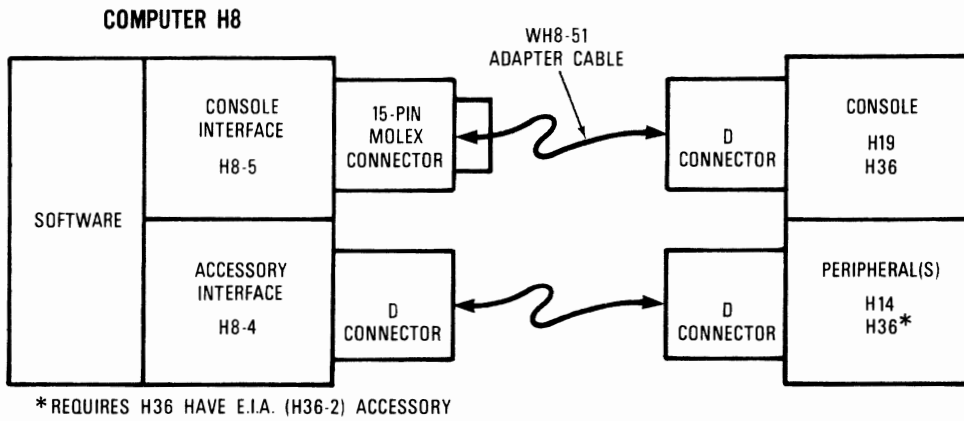 COMPUTER H8
WH8-51
ADAPTER CABLE
SOFTWARE
CONSOLE
INTERFACE
H8-5
15-PIN
MOLEX
CONNECTOR
D
CONNECTOR
CONSOLE
H19
H36
ACCESSORY
INTERFACE
H8-4
D
CONNECTOR
D
CONNECTOR
PERIPHERAL(S)
H14
H36*
*REQUIRES H36 HAVE E.I.A. (H36-2) ACCESSORY